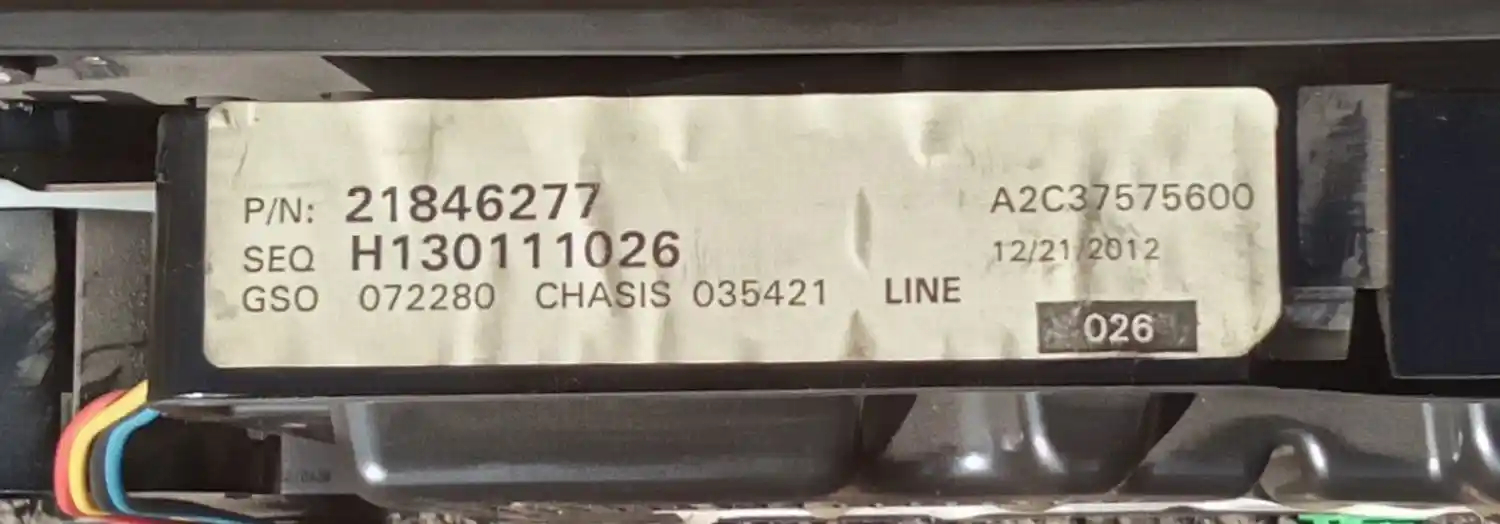 P/N: 21846277 A2C37575600
SEQ H130111026 12/21/2012
GSO 072280 CHASIS 035421 LINE
026